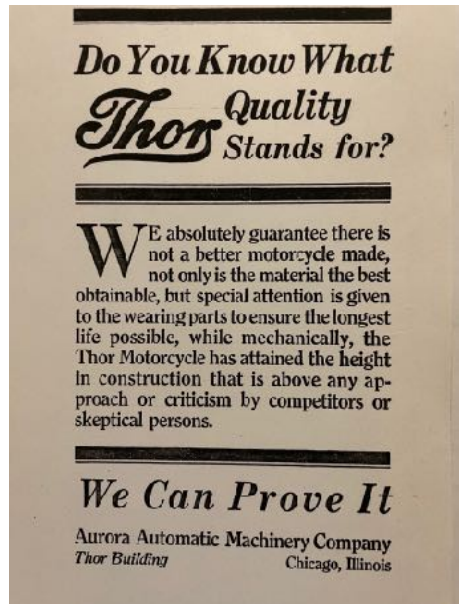 Do You Know What
Thor Quality
Stands for?
WE absolutely guarantee there is
not a better motorcycle made,
not only is the material the best
obtainable, but special attention is given
to the wearing parts to ensure the longest
life possible, while mechanically, the
Thor Motorcycle has attained the height
in construction that is above any ap-
proach or criticism by competitors or
skeptical persons.
We Can Prove It
Aurora Automatic Machinery Company
Thor Building Chicago, Illinois